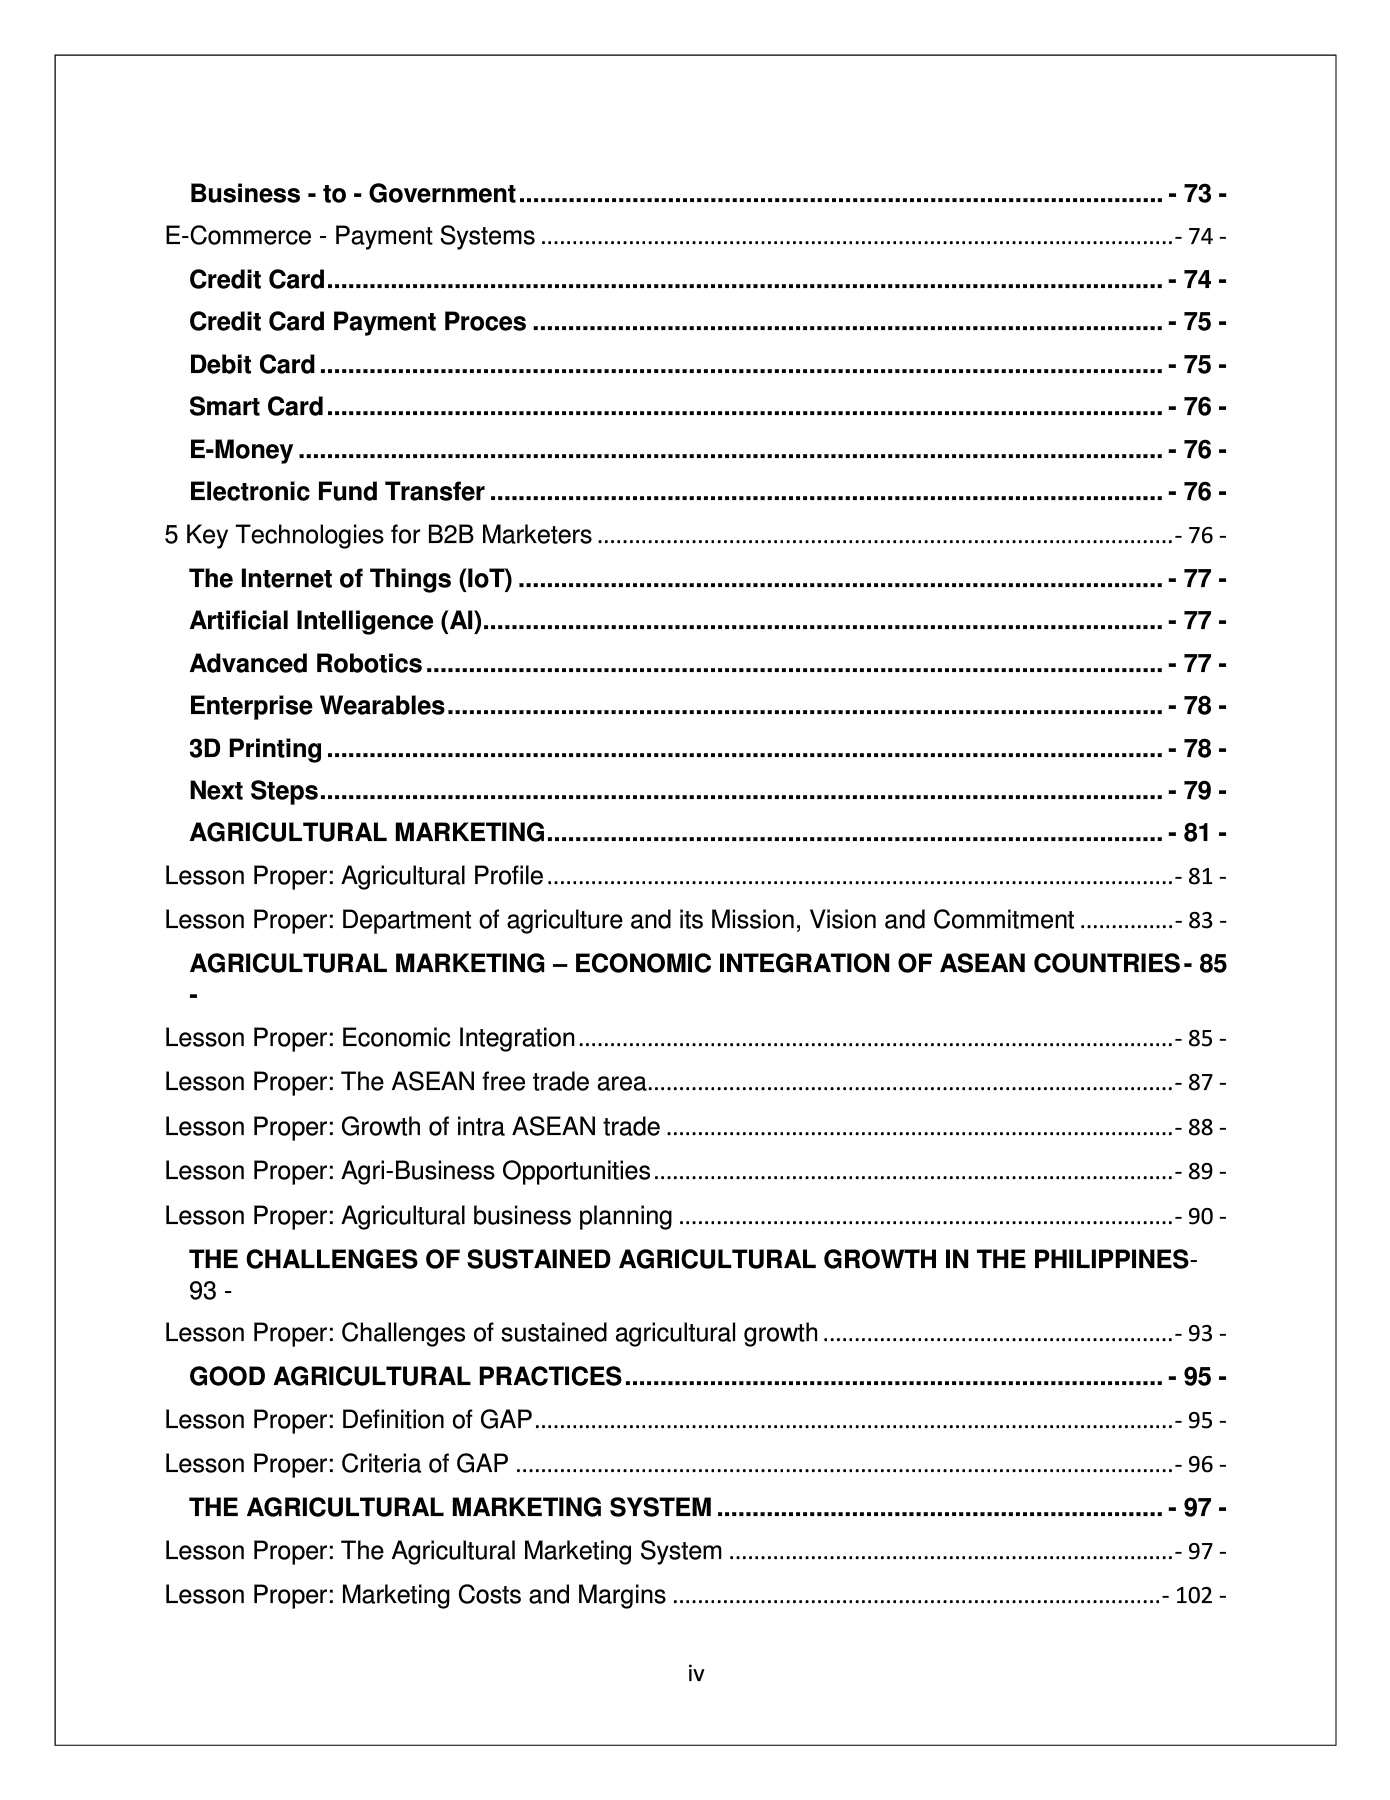 Business - to - Government........................................................................................... - 73 -
E-Commerce - Payment Systems .....................................................................................................- 74 -
Credit Card...................................................................................................................... - 74 -
Credit Card Payment Proces ......................................................................................... - 75 -
Debit Card ....................................................................................................................... - 75 -
Smart Card...................................................................................................................... - 76 -
E-Money .......................................................................................................................... - 76 -
Electronic Fund Transfer ............................................................................................... - 76 -
5 Key Technologies for B2B Marketers ............................................................................................- 76 -
The Internet of Things (IoT) ........................................................................................... - 77 -
Artificial Intelligence (AI)................................................................................................ - 77 -
Advanced Robotics........................................................................................................ - 77 -
Enterprise Wearables..................................................................................................... - 78 -
3D Printing ...................................................................................................................... - 78 -
Next Steps....................................................................................................................... - 79 -
AGRICULTURAL MARKETING....................................................................................... - 81 -
Lesson Proper: Agricultural Profile....................................................................................................- 81 -
Lesson Proper: Department of agriculture and its Mission, Vision and Commitment ...............- 83 -
AGRICULTURAL MARKETING – ECONOMIC INTEGRATION OF ASEAN COUNTRIES- 85
-
Lesson Proper: Economic Integration...............................................................................................- 85 -
Lesson Proper: The ASEAN free trade area....................................................................................- 87 -
Lesson Proper: Growth of intra ASEAN trade .................................................................................- 88 -
Lesson Proper: Agri-Business Opportunities...................................................................................- 89 -
Lesson Proper: Agricultural business planning ...............................................................................- 90 -
THE CHALLENGES OF SUSTAINED AGRICULTURAL GROWTH IN THE PHILIPPINES-
93 -
Lesson Proper: Challenges of sustained agricultural growth ........................................................- 93 -
GOOD AGRICULTURAL PRACTICES............................................................................ - 95 -
Lesson Proper: Definition of GAP......................................................................................................- 95 -
Lesson Proper: Criteria of GAP .........................................................................................................- 96 -
THE AGRICULTURAL MARKETING SYSTEM ............................................................... - 97 -
Lesson Proper: The Agricultural Marketing System .......................................................................- 97 -
Lesson Proper: Marketing Costs and Margins ..............................................................................- 102 -
iv